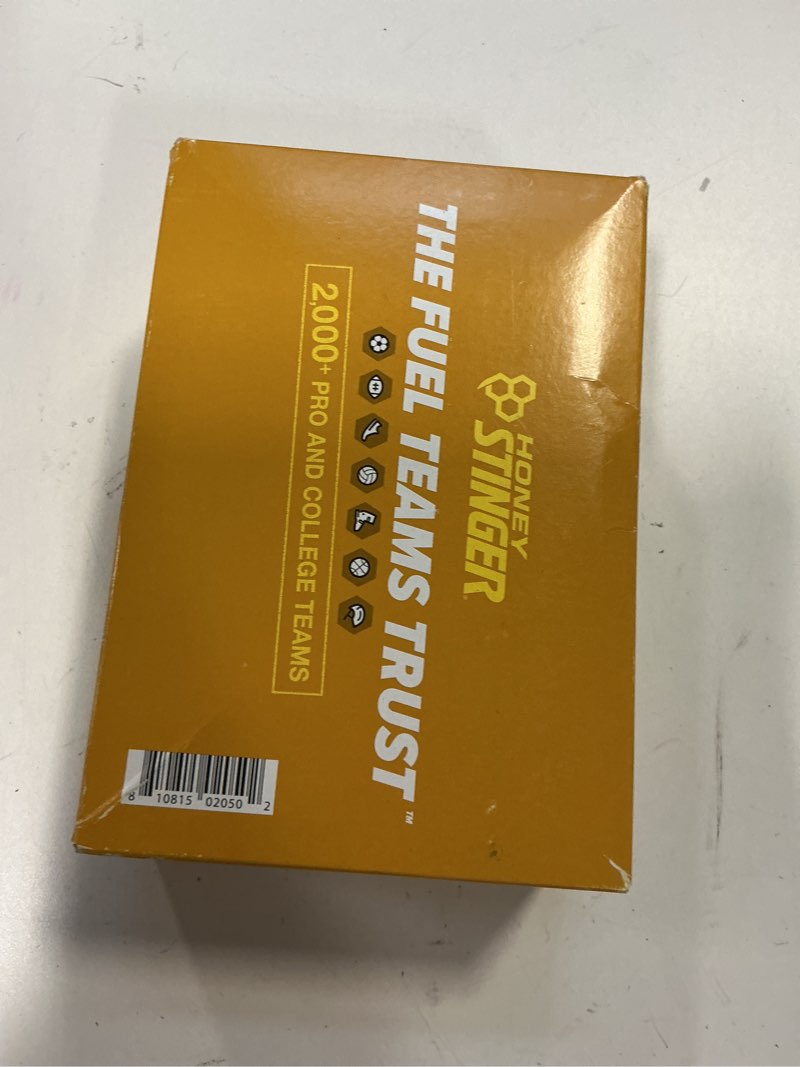 HONEY
STINGER
THE FUEL TEAMS TRUST™
2,000+ PRO AND COLLEGE TEAMS
8 10815 02050 2